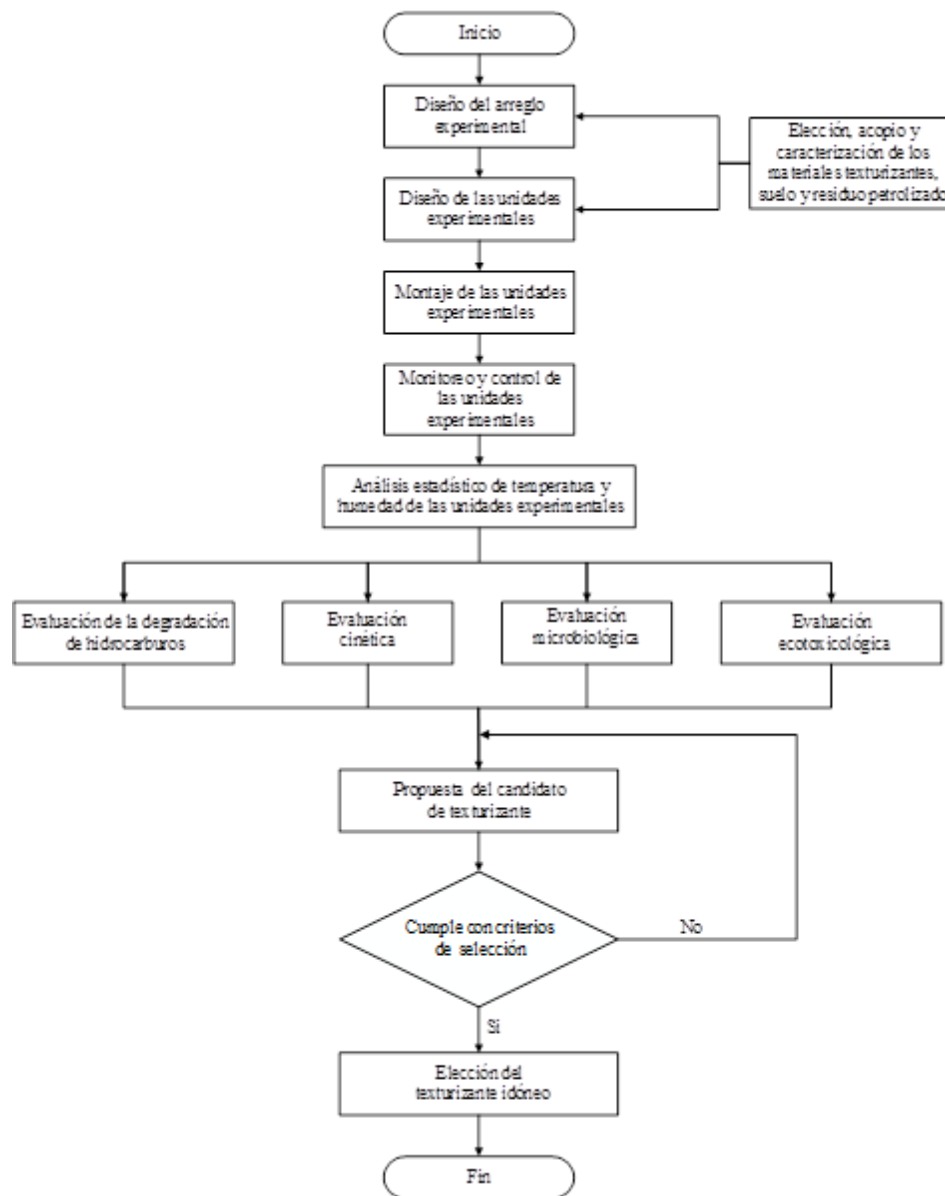 Inicio
Diseño del arreglo
experimental
Elección, acopio y
caracterización de los
materiales texturizantes,
suelo y residuo petrolizado
Diseño de las unidades
experimentales
Montaje de las unidades
experimentales
Monitoreo y control de
las unidades
experimentales
Análisis estadístico de temperatura y
humedad de las unidades experimentales
Evaluación de la degradación
de hidrocarburos
Evaluación
cinética
Evaluación
microbiológica
Evaluación
ecotoxicológica
Propuesta del candidato
de texturizante
Cumple con criterios
de selección
No
Si
Elección del
texturizante idóneo
Fin